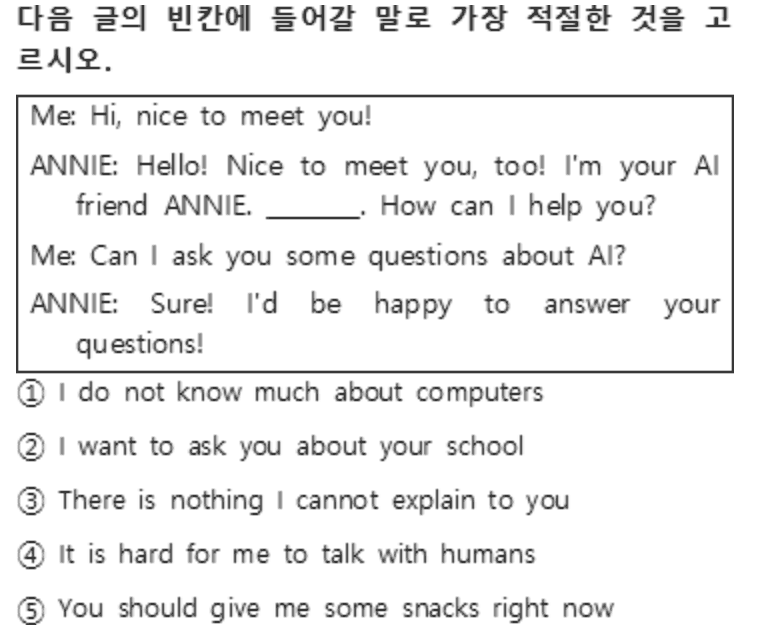 다음 글의 빈칸에 들어갈 말로 가장 적절한 것을 고
르시오.
Me: Hi, nice to meet you!
ANNIE: Hello! Nice to meet you, too! I'm your AI
friend ANNIE. _______. How can I help you?
Me: Can I ask you some questions about AI?
ANNIE: Sure! I'd be happy to answer your
questions!
① I do not know much about computers
② I want to ask you about your school
③ There is nothing I cannot explain to you
④ It is hard for me to talk with humans
⑤ You should give me some snacks right now